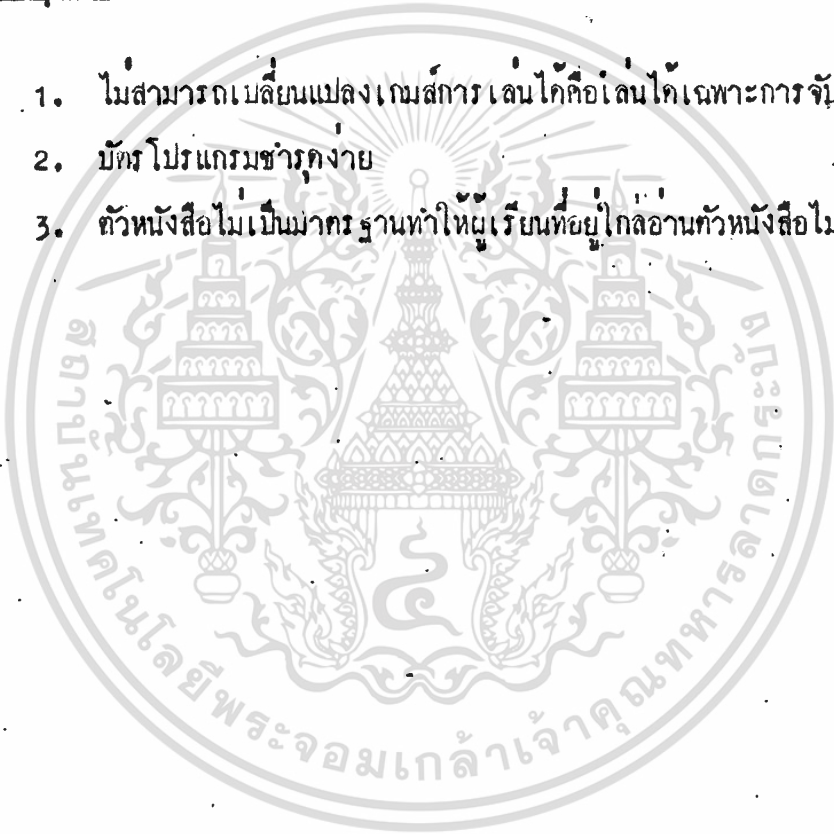 1. ไม่สามารถเปลี่ยนแปลงเกมส์การเล่นได้คือเล่นได้เฉพาะการจับ
2. บัตรโปรแกรมชำรุดง่าย
3. ตัวหนังสือไม่เป็นมาตรฐานทำให้ผู้เรียนที่อยู่ไกลอ่านตัวหนังสือไม่
สถาบันเทคโนโลยีพระจอมเกล้าเจ้าคุณทหารลาดกระบัง